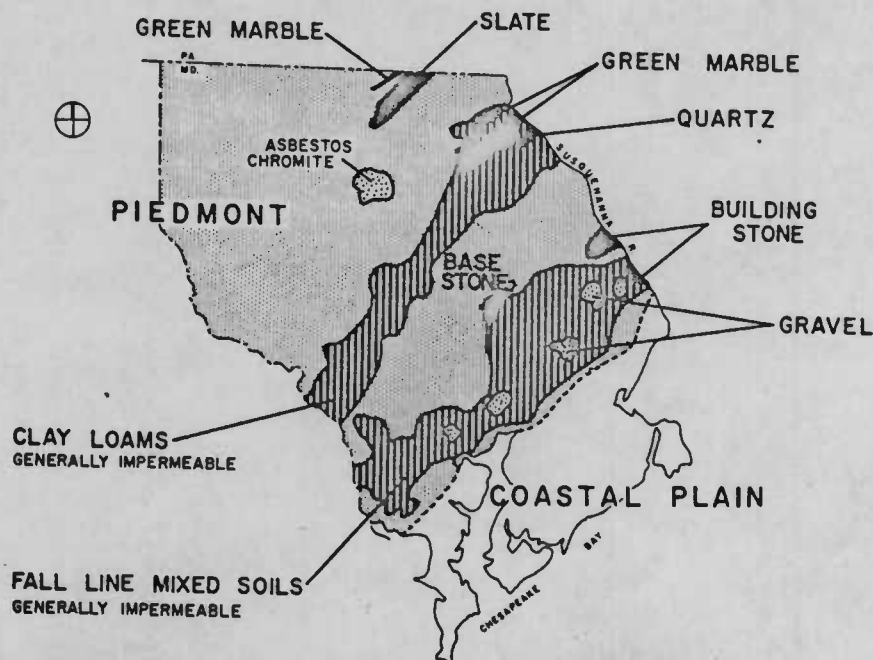 GREEN MARBLE
SLATE
PA.
MD.
GREEN MARBLE
QUARTZ
ASBESTOS
CHROMITE
SUSQUEHANNA R.
PIEDMONT
BUILDING
STONE
BASE
STONE
GRAVEL
CLAY LOAMS
GENERALLY IMPERMEABLE
COASTAL PLAIN
FALL LINE MIXED SOILS
GENERALLY IMPERMEABLE
CHESAPEAKE BAY